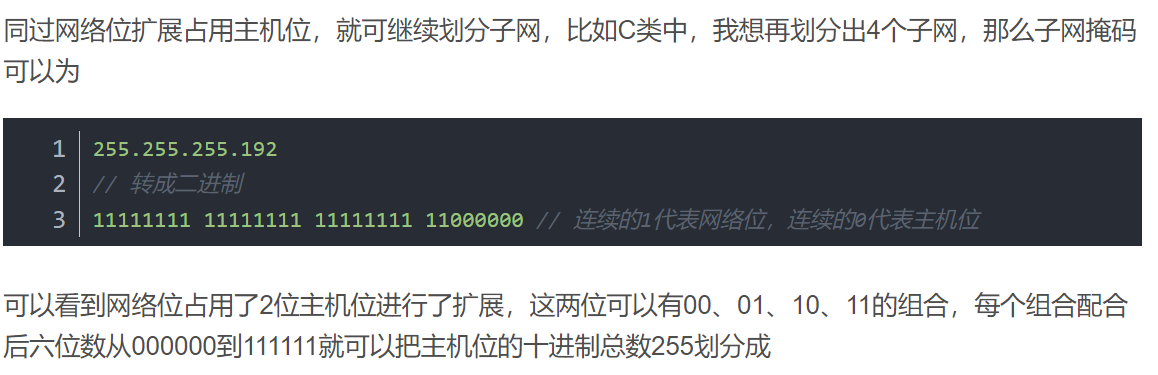 同过网络位扩展占用主机位，就可继续划分子网，比如C类中，我想再划分出4个子网，那么子网掩码
可以为
1 255.255.255.192
2 // 转成二进制
3 11111111 11111111 11111111 11000000 // 连续的1代表网络位，连续的0代表主机位
可以看到网络位占用了2位主机位进行了扩展，这两位可以有00、01、10、11的组合，每个组合配合
后六位数从000000到111111就可以把主机位的十进制总数255划分成